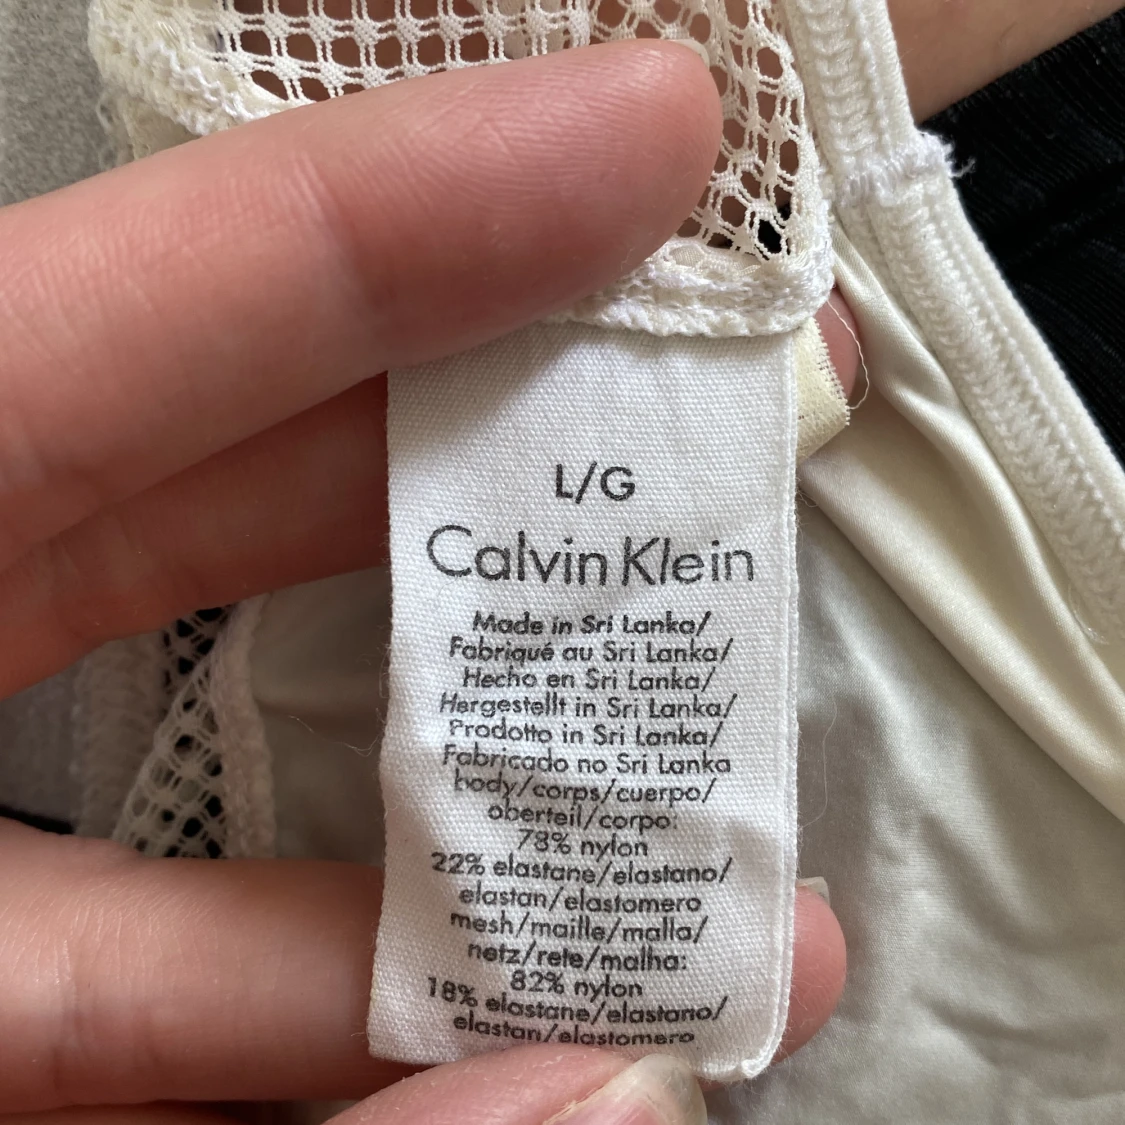 L/G
Calvin Klein
Made in Sri Lanka/
Fabriqué au Sri Lanka/
Hecho en Sri Lanka/
Hergestellt in Sri Lanka/
Prodotto in Sri Lanka/
Fabricado no Sri Lanka
body/corps/cuerpo/
oberteil/corpo:
78% nylon
22% elastane/elastano/
elastan/elastomero
mesh/maille/malla/
netz/rete/malha:
82% nylon
18% elastane/elastano/
elastan/elastomero